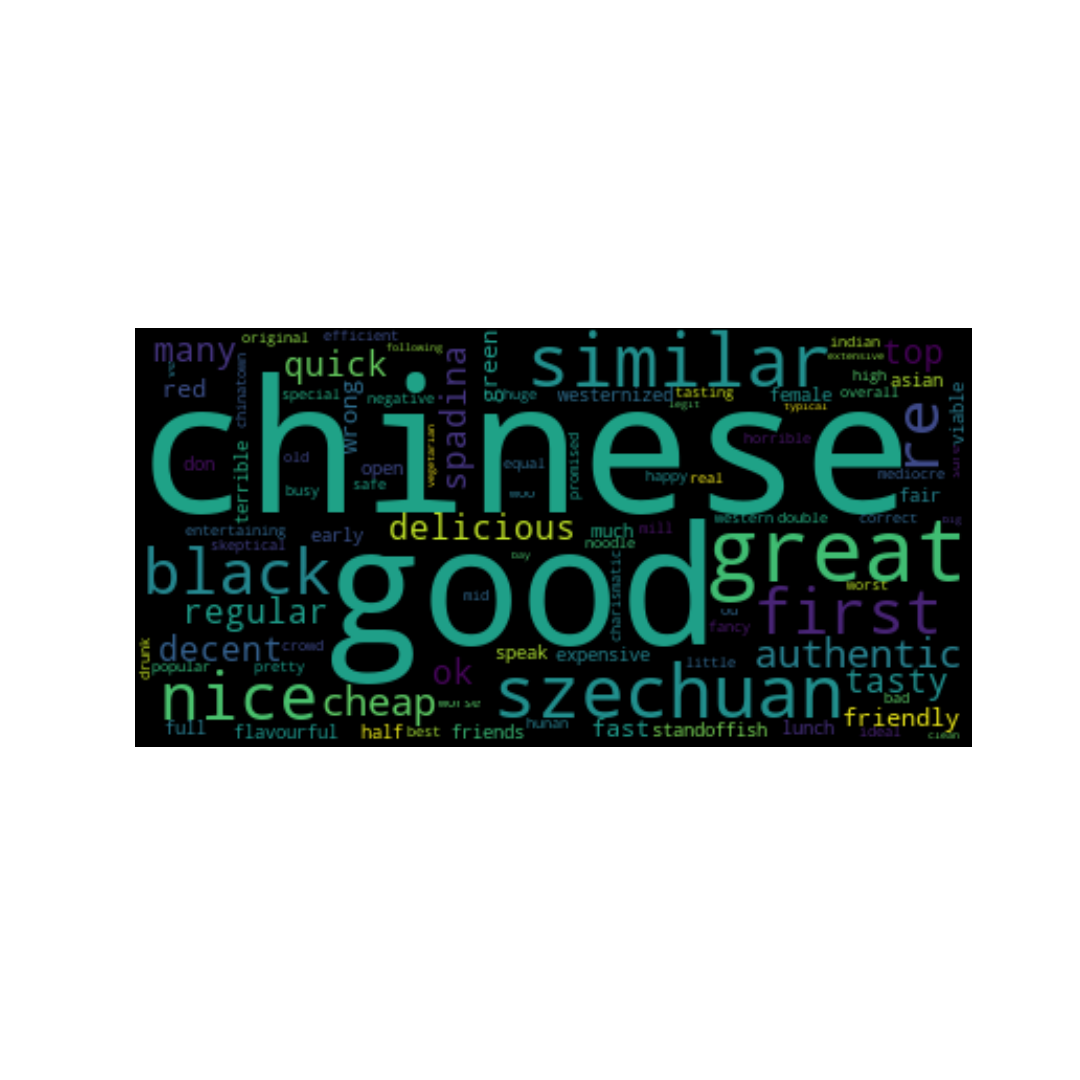 original
efficient
many
quick
following
spadina
green
similar
indian
extensive
top
red
chinatown
special
wrong
negative
huge
westernized
tasting
legit
female
typical
high
overall
asian
viable
chinese
re
don
terrible
old
busy
open
safe
vegetarian
equal
promised
happy
real
horrible
mediocre
fair
entertaining
skeptical
early
delicious
much
noodle
mill
western
double
correct
big
black
good
bay
mid
charismatic
great
worst
first
uu
fancy
regular
decent
crowd
drunk
popular
pretty
ok
speak
expensive
little
authentic
tasty
bad
nice
cheap
worse
szechuan
friendly
full
flavourful
half
best
friends
hunan
fast
standoffish
lunch
ideal
clean